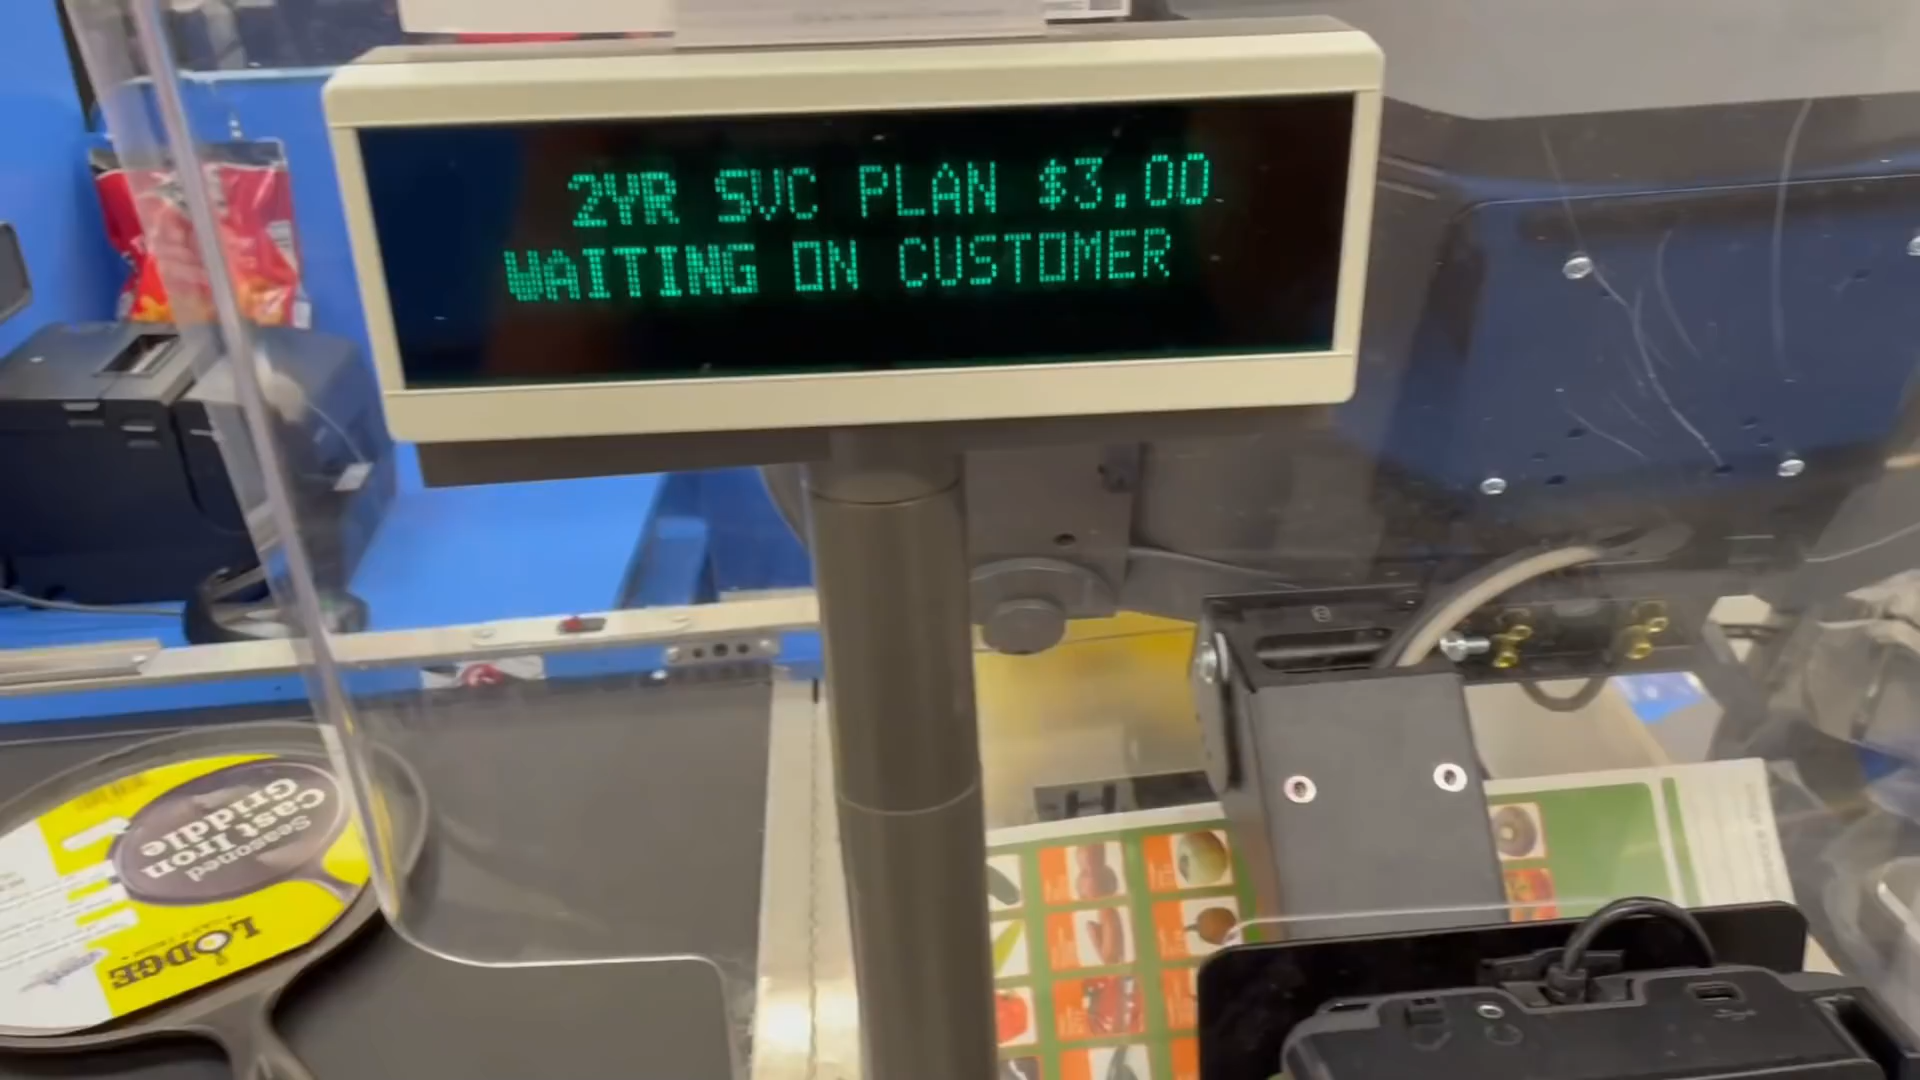 2YR SVC PLAN $3.00
WAITING ON CUSTOMER
Seasoned
Cast Iron
Griddle
LODGE